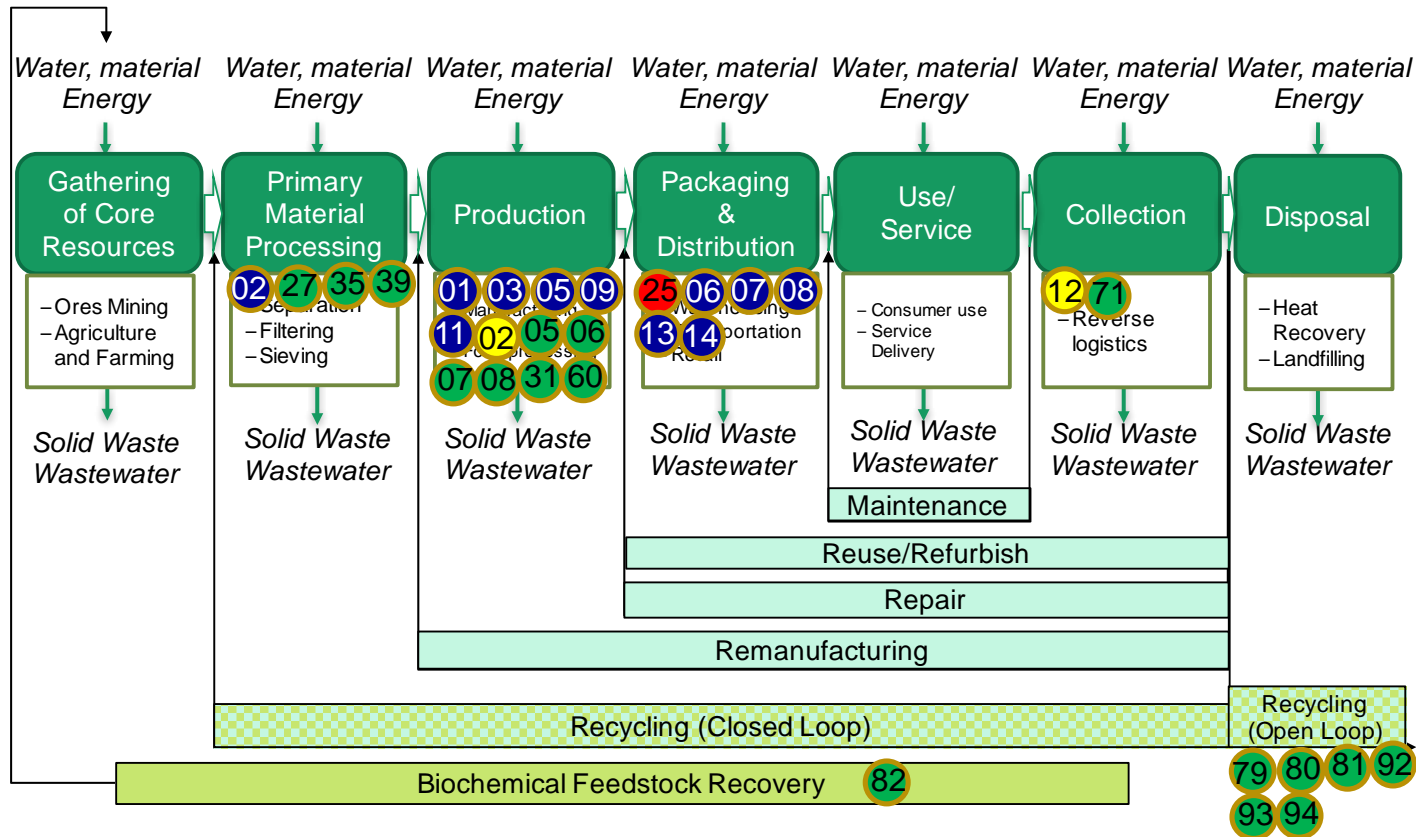 Water, material
Energy
Water, material
Energy
Water, material
Energy
Water, material
Energy
Water, material
Energy
Water, material
Energy
Water, material
Energy
Gathering
of Core
Resources
Primary
Material
Processing
Production
Packaging
&
Distribution
Use/
Service
Collection
Disposal
– Ores Mining
– Agriculture
and Farming
02 27 35 39
– Filtering
– Sieving
01 03 05 09
11 02 05 06
07 08 31 60
25 06 07 08
13 14
– Consumer use
– Service
Delivery
12 71
– Reverse
logistics
– Heat
Recovery
– Landfilling
Solid Waste
Wastewater
Solid Waste
Wastewater
Solid Waste
Wastewater
Solid Waste
Wastewater
Solid Waste
Wastewater
Solid Waste
Wastewater
Solid Waste
Wastewater
Maintenance
Reuse/Refurbish
Repair
Remanufacturing
Recycling (Closed Loop)
Recycling
(Open Loop)
Biochemical Feedstock Recovery 82
79 80 81 92
93 94